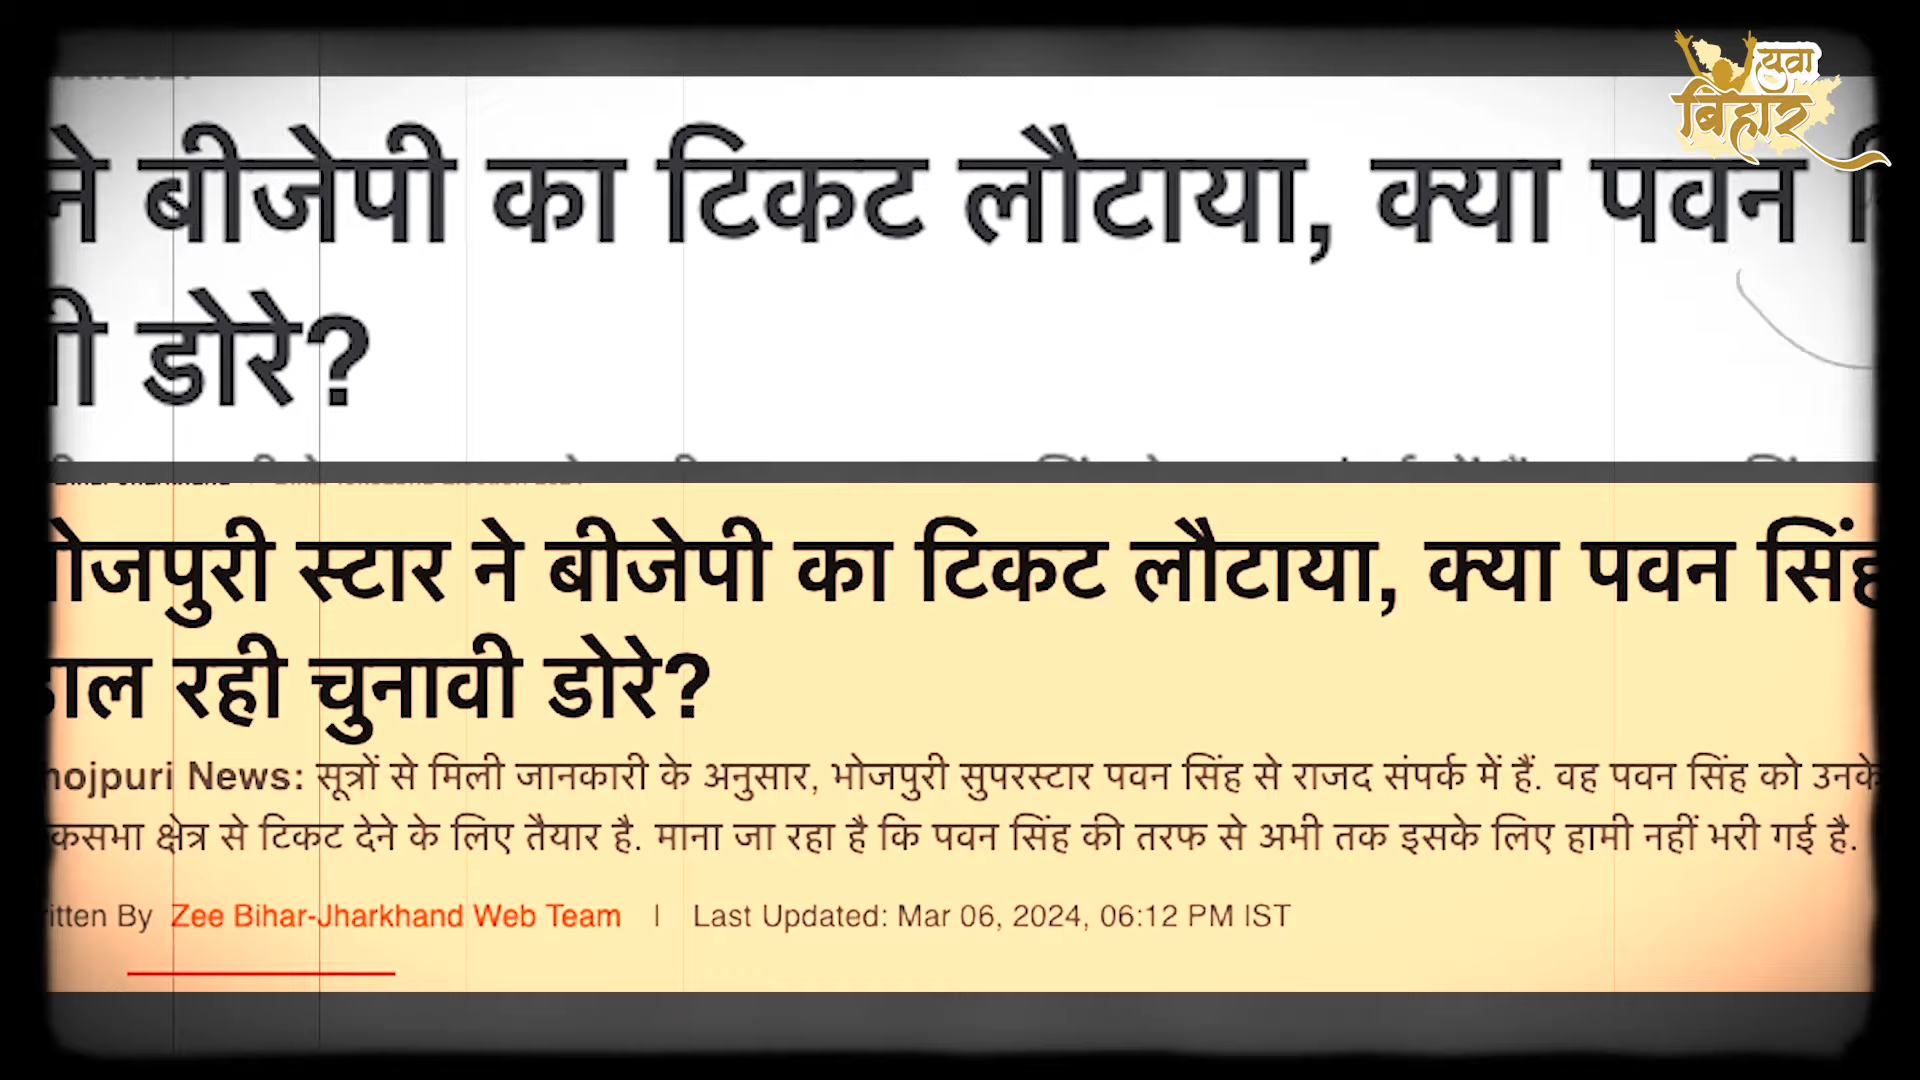 युवा
बिहार
ने बीजेपी का टिकट लौटाया, क्या पवन
डोरे?
भोजपुरी स्टार ने बीजेपी का टिकट लौटाया, क्या पवन सिंह
डाल रही चुनावी डोरे?
hojpuri News: सूत्रों से मिली जानकारी के अनुसार, भोजपुरी सुपरस्टार पवन सिंह से राजद संपर्क में हैं. वह पवन सिंह को उनके
कसभा क्षेत्र से टिकट देने के लिए तैयार है. माना जा रहा है कि पवन सिंह की तरफ से अभी तक इसके लिए हामी नहीं भरी गई है.
itten By Zee Bihar-Jharkhand Web Team | Last Updated: Mar 06, 2024, 06:12 PM IST